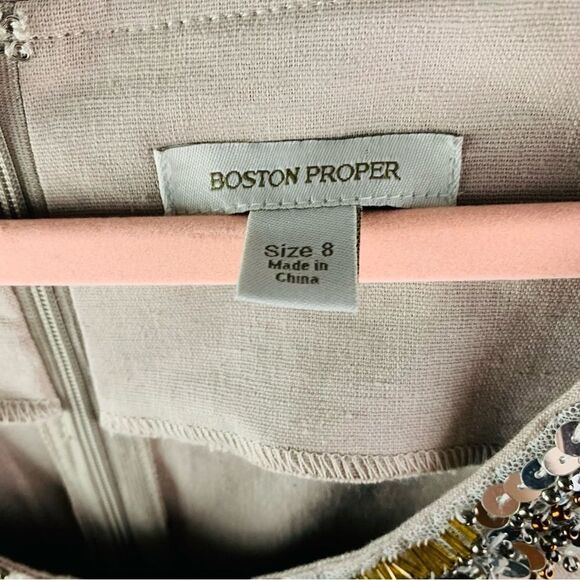 BOSTON PROPER
Size 8
Made in
China